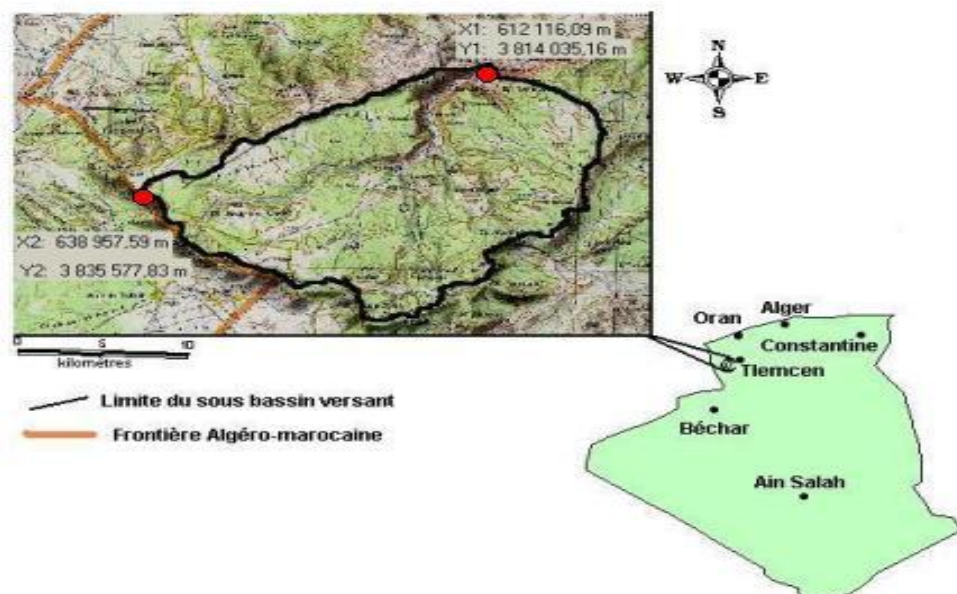 X1: 612 116,09 m
Y1: 3 814 035,16 m
X2: 638 957,59 m
Y2: 3 835 577,83 m
N
W E
S
0 5 10
kilométres
Limite du sous bassin versant
Frontière Algéro-marocaine
Alger
Oran
Constantine
Tlemcen
Béchar
Ain Salah